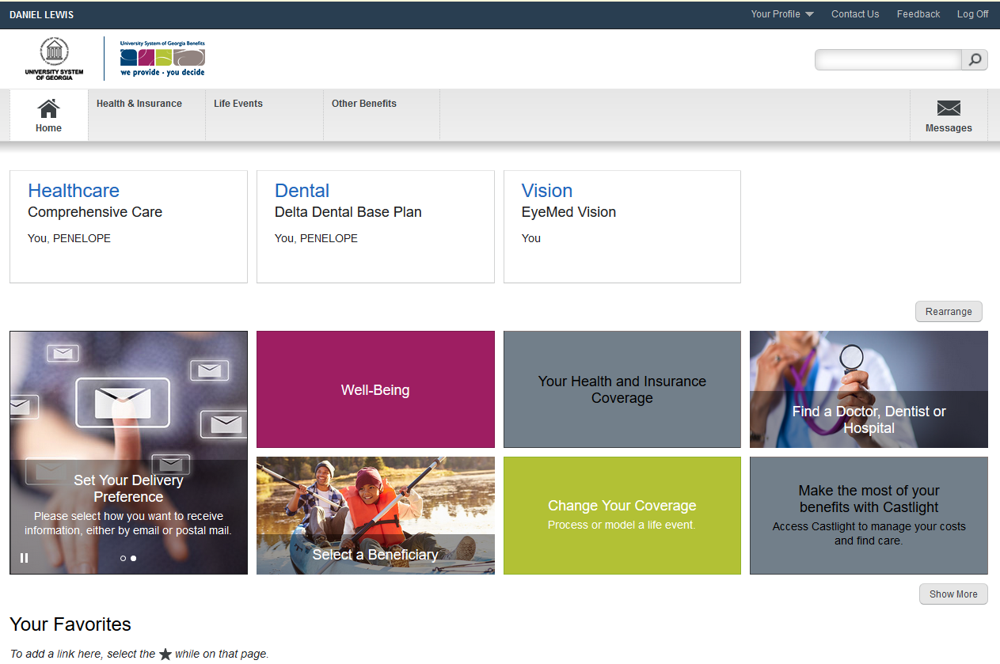 DANIEL LEWIS
Your Profile
Contact Us
Feedback
Log Off
UNIVERSITY SYSTEM
OF GEORGIA
University System of Georgia Benefits
we provide - you decide
Home
Health & Insurance
Life Events
Other Benefits
Messages
Healthcare
Comprehensive Care
You, PENELOPE
Dental
Delta Dental Base Plan
You, PENELOPE
Vision
EyeMed Vision
You
Rearrange
Set Your Delivery
Preference
Please select how you want to receive
information, either by email or postal mail.
Well-Being
Your Health and Insurance
Coverage
Find a Doctor, Dentist or
Hospital
Select a Beneficiary
Change Your Coverage
Process or model a life event.
Make the most of your
benefits with Castlight
Access Castlight to manage your costs
and find care.
Show More
Your Favorites
To add a link here, select the ★ while on that page.